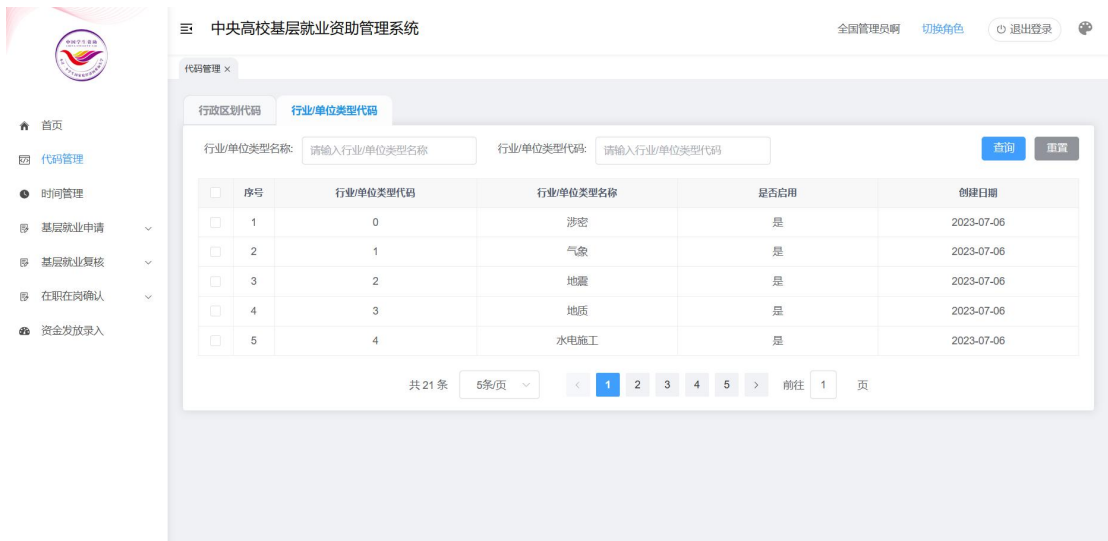 中国学生资助
中央高校基层就业资助管理系统 全国管理员啊 切换角色 退出登录
代码管理 ×
首页
代码管理
时间管理
基层就业申请
基层就业复核
在职在岗确认
资金发放录入
行政区划代码 行业/单位类型代码
行业/单位类型名称: 请输入行业/单位类型名称 行业/单位类型代码: 请输入行业/单位类型代码 查询 重置
序号 行业/单位类型代码 行业/单位类型名称 是否启用 创建日期
1 0 涉密 是 2023-07-06
2 1 气象 是 2023-07-06
3 2 地震 是 2023-07-06
4 3 地质 是 2023-07-06
5 4 水电施工 是 2023-07-06
共 21 条 5条/页 < 1 2 3 4 5 > 前往 1 页